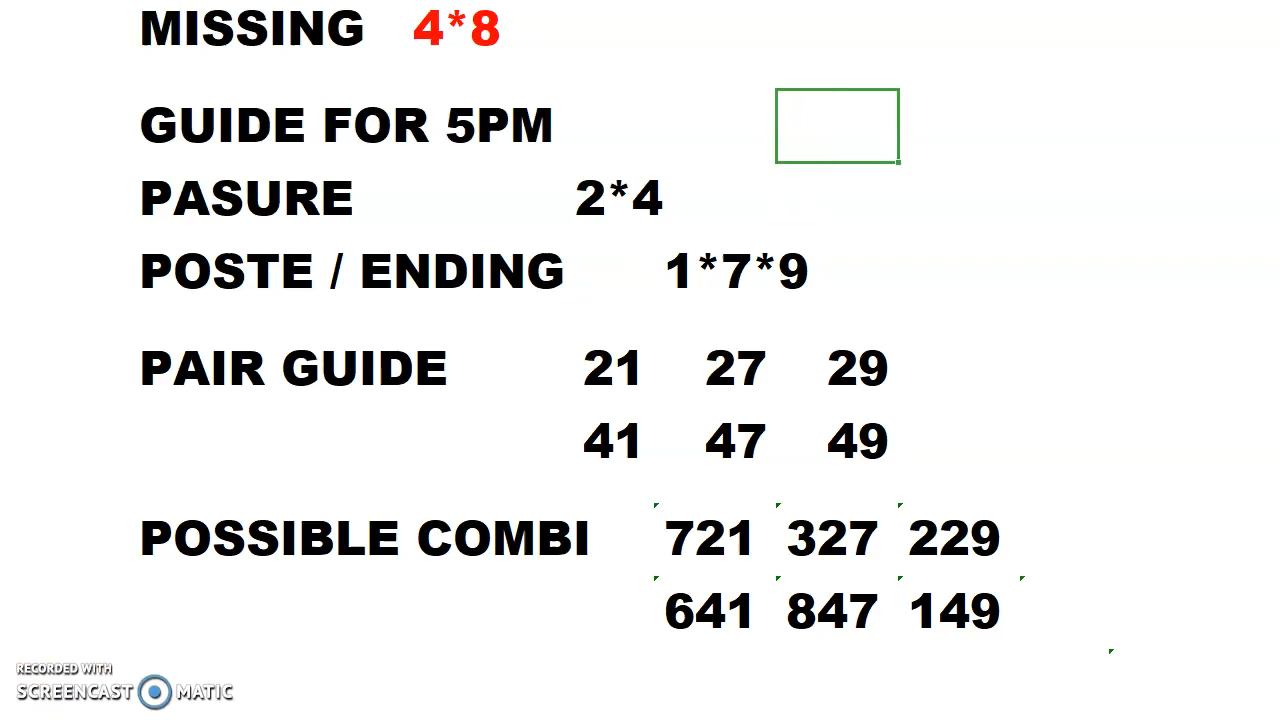 MISSING 4*8
GUIDE FOR 5PM
PASURE 2*4
POSTE / ENDING 1*7*9
PAIR GUIDE 21 27 29
41 47 49
POSSIBLE COMBI 721 327 229
641 847 149
RECORDED WITH
SCREENCAST MATIC